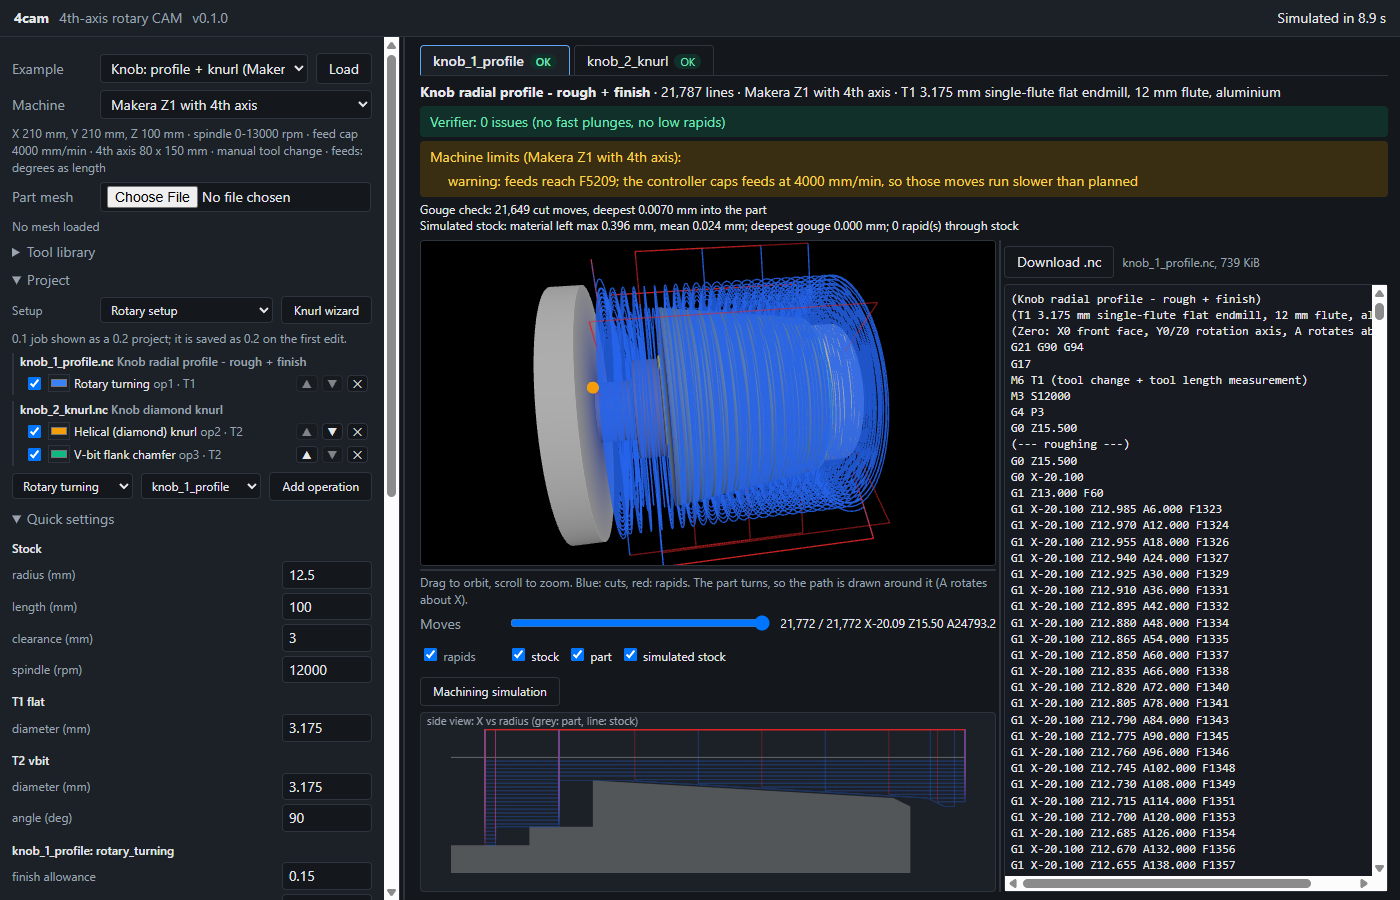 4cam 4th-axis rotary CAM v0.1.0
Simulated in 8.9 s
Example Knob: profile + knurl (Maker Load
Machine Makera Z1 with 4th axis
X 210 mm, Y 210 mm, Z 100 mm · spindle 0-13000 rpm · feed cap
4000 mm/min · 4th axis 80 x 150 mm · manual tool change · feeds:
degrees as length
Part mesh Choose File No file chosen
No mesh loaded
Tool library
Project
Setup Rotary setup Knurl wizard
0.1 job shown as a 0.2 project; it is saved as 0.2 on the first edit.
knob_1_profile.nc Knob radial profile - rough + finish
Rotary turning op1 · T1
knob_2_knurl.nc Knob diamond knurl
Helical (diamond) knurl op2 · T2
V-bit flank chamfer op3 · T2
Rotary turning knob_1_profile Add operation
Quick settings
Stock
radius (mm) 12.5
length (mm) 100
clearance (mm) 3
spindle (rpm) 12000
T1 flat
diameter (mm) 3.175
T2 vbit
diameter (mm) 3.175
angle (deg) 90
knob_1_profile: rotary_turning
finish allowance 0.15
knob_1_profile OK knob_2_knurl OK
Knob radial profile - rough + finish · 21,787 lines · Makera Z1 with 4th axis · T1 3.175 mm single-flute flat endmill, 12 mm flute, aluminium
Verifier: 0 issues (no fast plunges, no low rapids)
Machine limits (Makera Z1 with 4th axis):
warning: feeds reach F5209; the controller caps feeds at 4000 mm/min, so those moves run slower than planned
Gouge check: 21,649 cut moves, deepest 0.0070 mm into the part
Simulated stock: material left max 0.396 mm, mean 0.024 mm; deepest gouge 0.000 mm; 0 rapid(s) through stock
Drag to orbit, scroll to zoom. Blue: cuts, red: rapids. The part turns, so the path is drawn around it (A rotates
about X).
Moves 21,772 / 21,772 X-20.09 Z15.50 A24793.2
rapids stock part simulated stock
Machining simulation
side view: X vs radius (grey: part, line: stock)
Download .nc knob_1_profile.nc, 739 KiB
(Knob radial profile - rough + finish)
(T1 3.175 mm single-flute flat endmill, 12 mm flute, al
(Zero: X0 front face, Y0/Z0 rotation axis, A rotates ab
G21 G90 G94
G17
M6 T1 (tool change + tool length measurement)
M3 S12000
G4 P3
G0 Z15.500
(--- roughing ---)
G0 Z15.500
G0 X-20.100
G1 Z13.000 F60
G1 X-20.100 Z12.985 A6.000 F1323
G1 X-20.100 Z12.970 A12.000 F1324
G1 X-20.100 Z12.955 A18.000 F1326
G1 X-20.100 Z12.940 A24.000 F1327
G1 X-20.100 Z12.925 A30.000 F1329
G1 X-20.100 Z12.910 A36.000 F1331
G1 X-20.100 Z12.895 A42.000 F1332
G1 X-20.100 Z12.880 A48.000 F1334
G1 X-20.100 Z12.865 A54.000 F1335
G1 X-20.100 Z12.850 A60.000 F1337
G1 X-20.100 Z12.835 A66.000 F1338
G1 X-20.100 Z12.820 A72.000 F1340
G1 X-20.100 Z12.805 A78.000 F1341
G1 X-20.100 Z12.790 A84.000 F1343
G1 X-20.100 Z12.775 A90.000 F1345
G1 X-20.100 Z12.760 A96.000 F1346
G1 X-20.100 Z12.745 A102.000 F1348
G1 X-20.100 Z12.730 A108.000 F1349
G1 X-20.100 Z12.715 A114.000 F1351
G1 X-20.100 Z12.700 A120.000 F1353
G1 X-20.100 Z12.685 A126.000 F1354
G1 X-20.100 Z12.670 A132.000 F1356
G1 X-20.100 Z12.655 A138.000 F1357